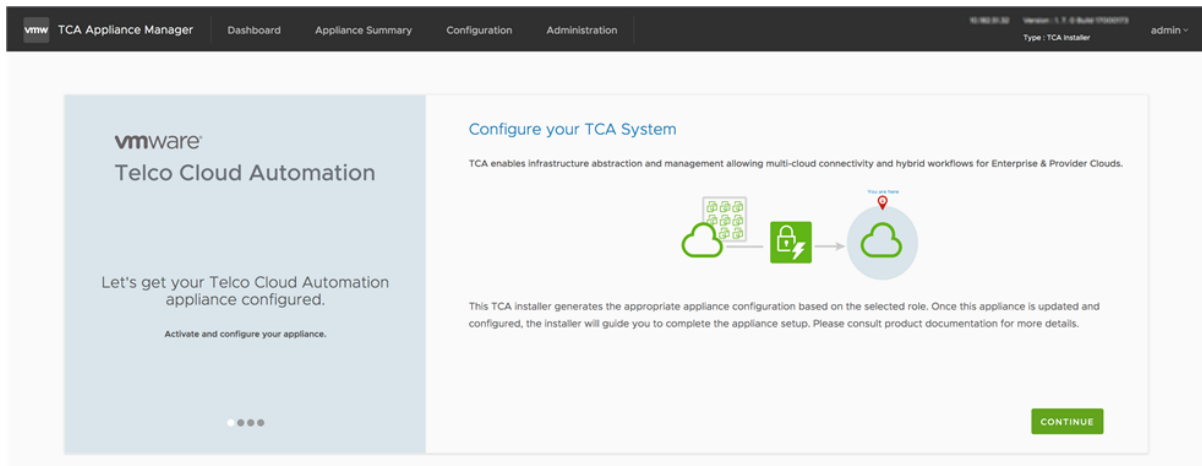 vmw TCA Appliance Manager Dashboard Appliance Summary Configuration Administration admin
Type : TCA Installer
vmware
Telco Cloud Automation
Let's get your Telco Cloud Automation
appliance configured.
Activate and configure your appliance.
Configure your TCA System
TCA enables infrastructure abstraction and management allowing multi-cloud connectivity and hybrid workflows for Enterprise & Provider Clouds.
You are here
This TCA installer generates the appropriate appliance configuration based on the selected role. Once this appliance is updated and
configured, the installer will guide you to complete the appliance setup. Please consult product documentation for more details.
CONTINUE